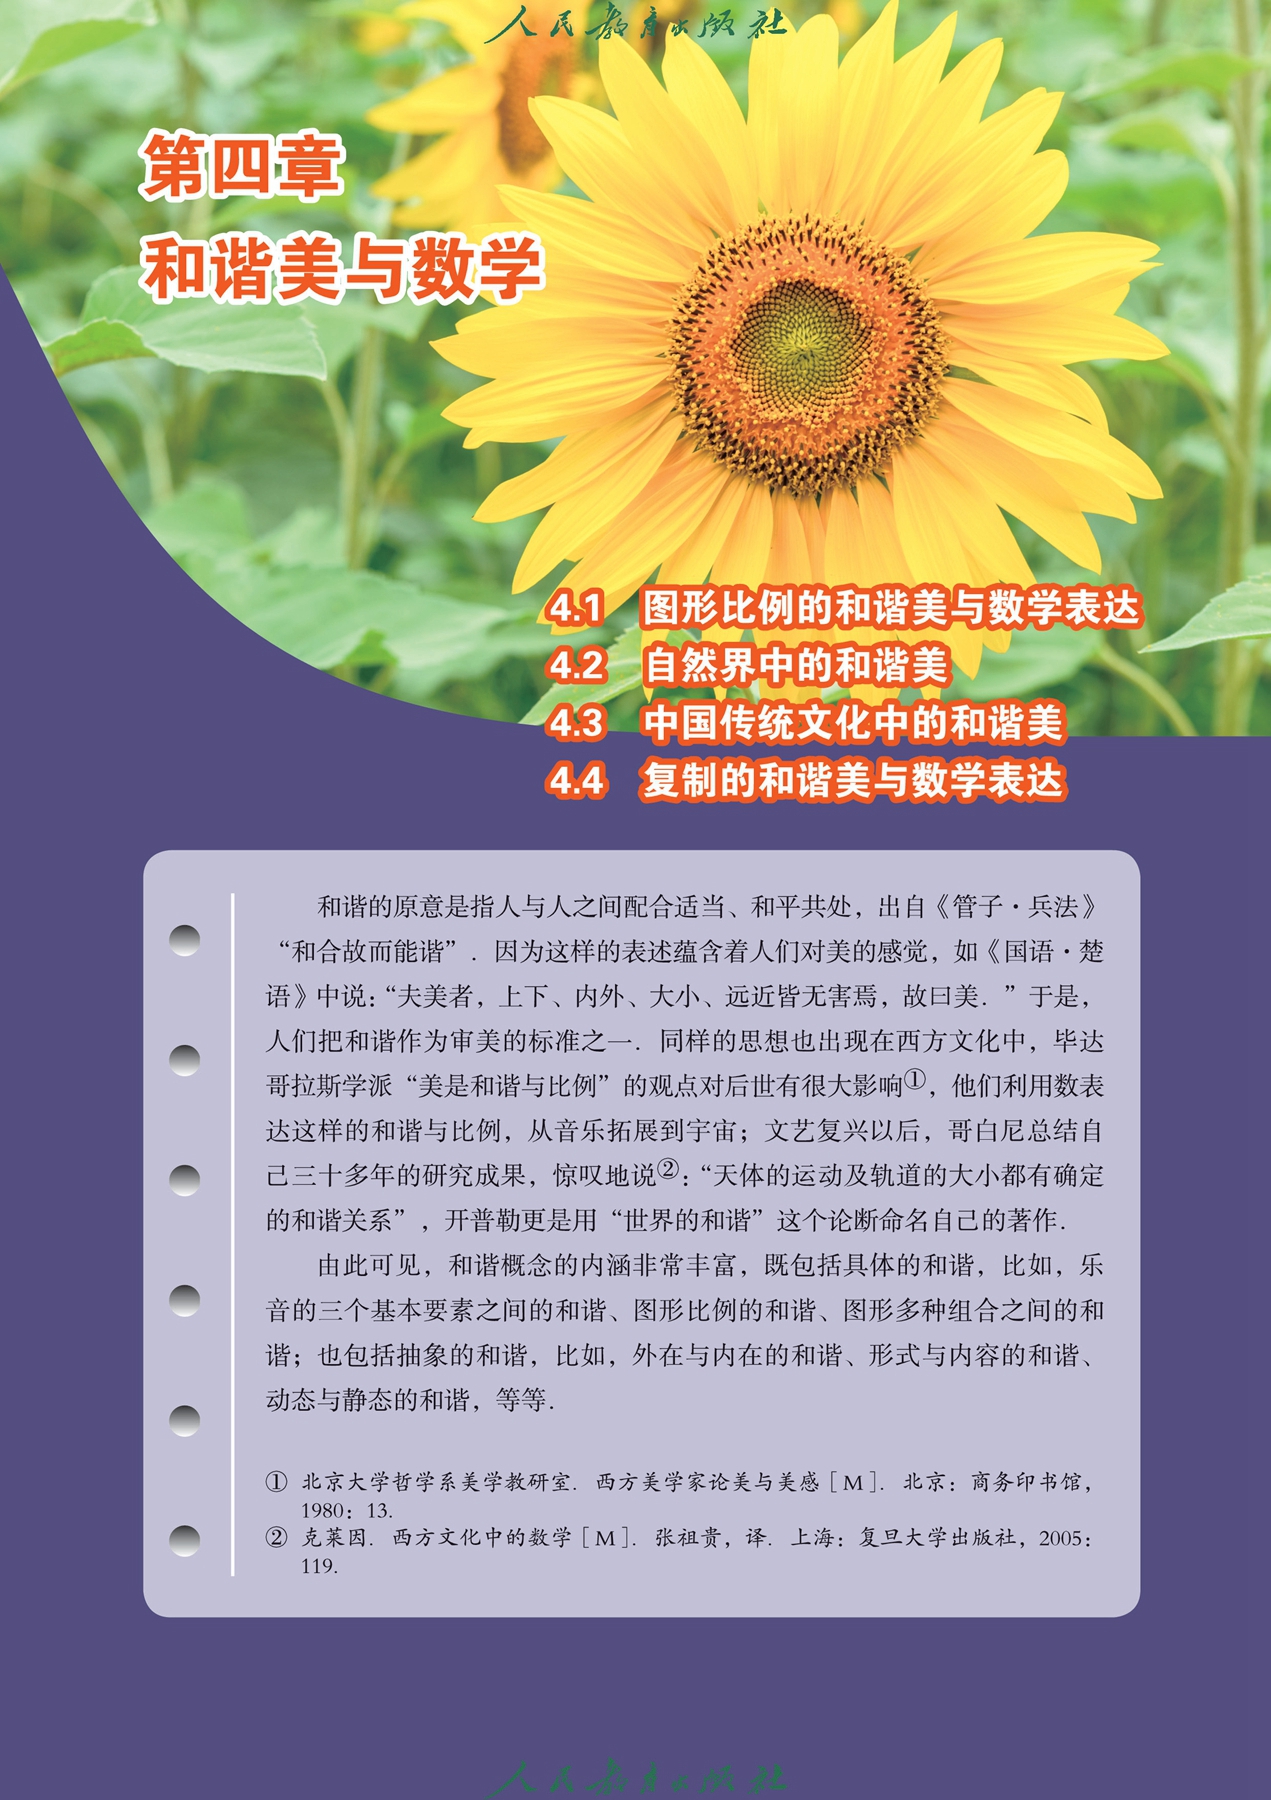 人民教育出版社
第四章
和谐美与数学
4.1 图形比例的和谐美与数学表达
4.2 自然界中的和谐美
4.3 中国传统文化中的和谐美
4.4 复制的和谐美与数学表达
和谐的原意是指人与人之间配合适当、和平共处，出自《管子·兵法》
“和合故而能谐”．因为这样的表述蕴含着人们对美的感觉，如《国语·楚
语》中说：“夫美者，上下、内外、大小、远近皆无害焉，故曰美．”于是，
人们把和谐作为审美的标准之一．同样的思想也出现在西方文化中，毕达
哥拉斯学派“美是和谐与比例”的观点对后世有很大影响①，他们利用数表
达这样的和谐与比例，从音乐拓展到宇宙；文艺复兴以后，哥白尼总结自
己三十多年的研究成果，惊叹地说②：“天体的运动及轨道的大小都有确定
的和谐关系”，开普勒更是用“世界的和谐”这个论断命名自己的著作．
由此可见，和谐概念的内涵非常丰富，既包括具体的和谐，比如，乐
音的三个基本要素之间的和谐、图形比例的和谐、图形多种组合之间的和
谐；也包括抽象的和谐，比如，外在与内在的和谐、形式与内容的和谐、
动态与静态的和谐，等等．
① 北京大学哲学系美学教研室．西方美学家论美与美感［M］．北京：商务印书馆，
1980：13.
② 克莱因．西方文化中的数学［M］．张祖贵，译．上海：复旦大学出版社，2005：
119.
人民教育出版社